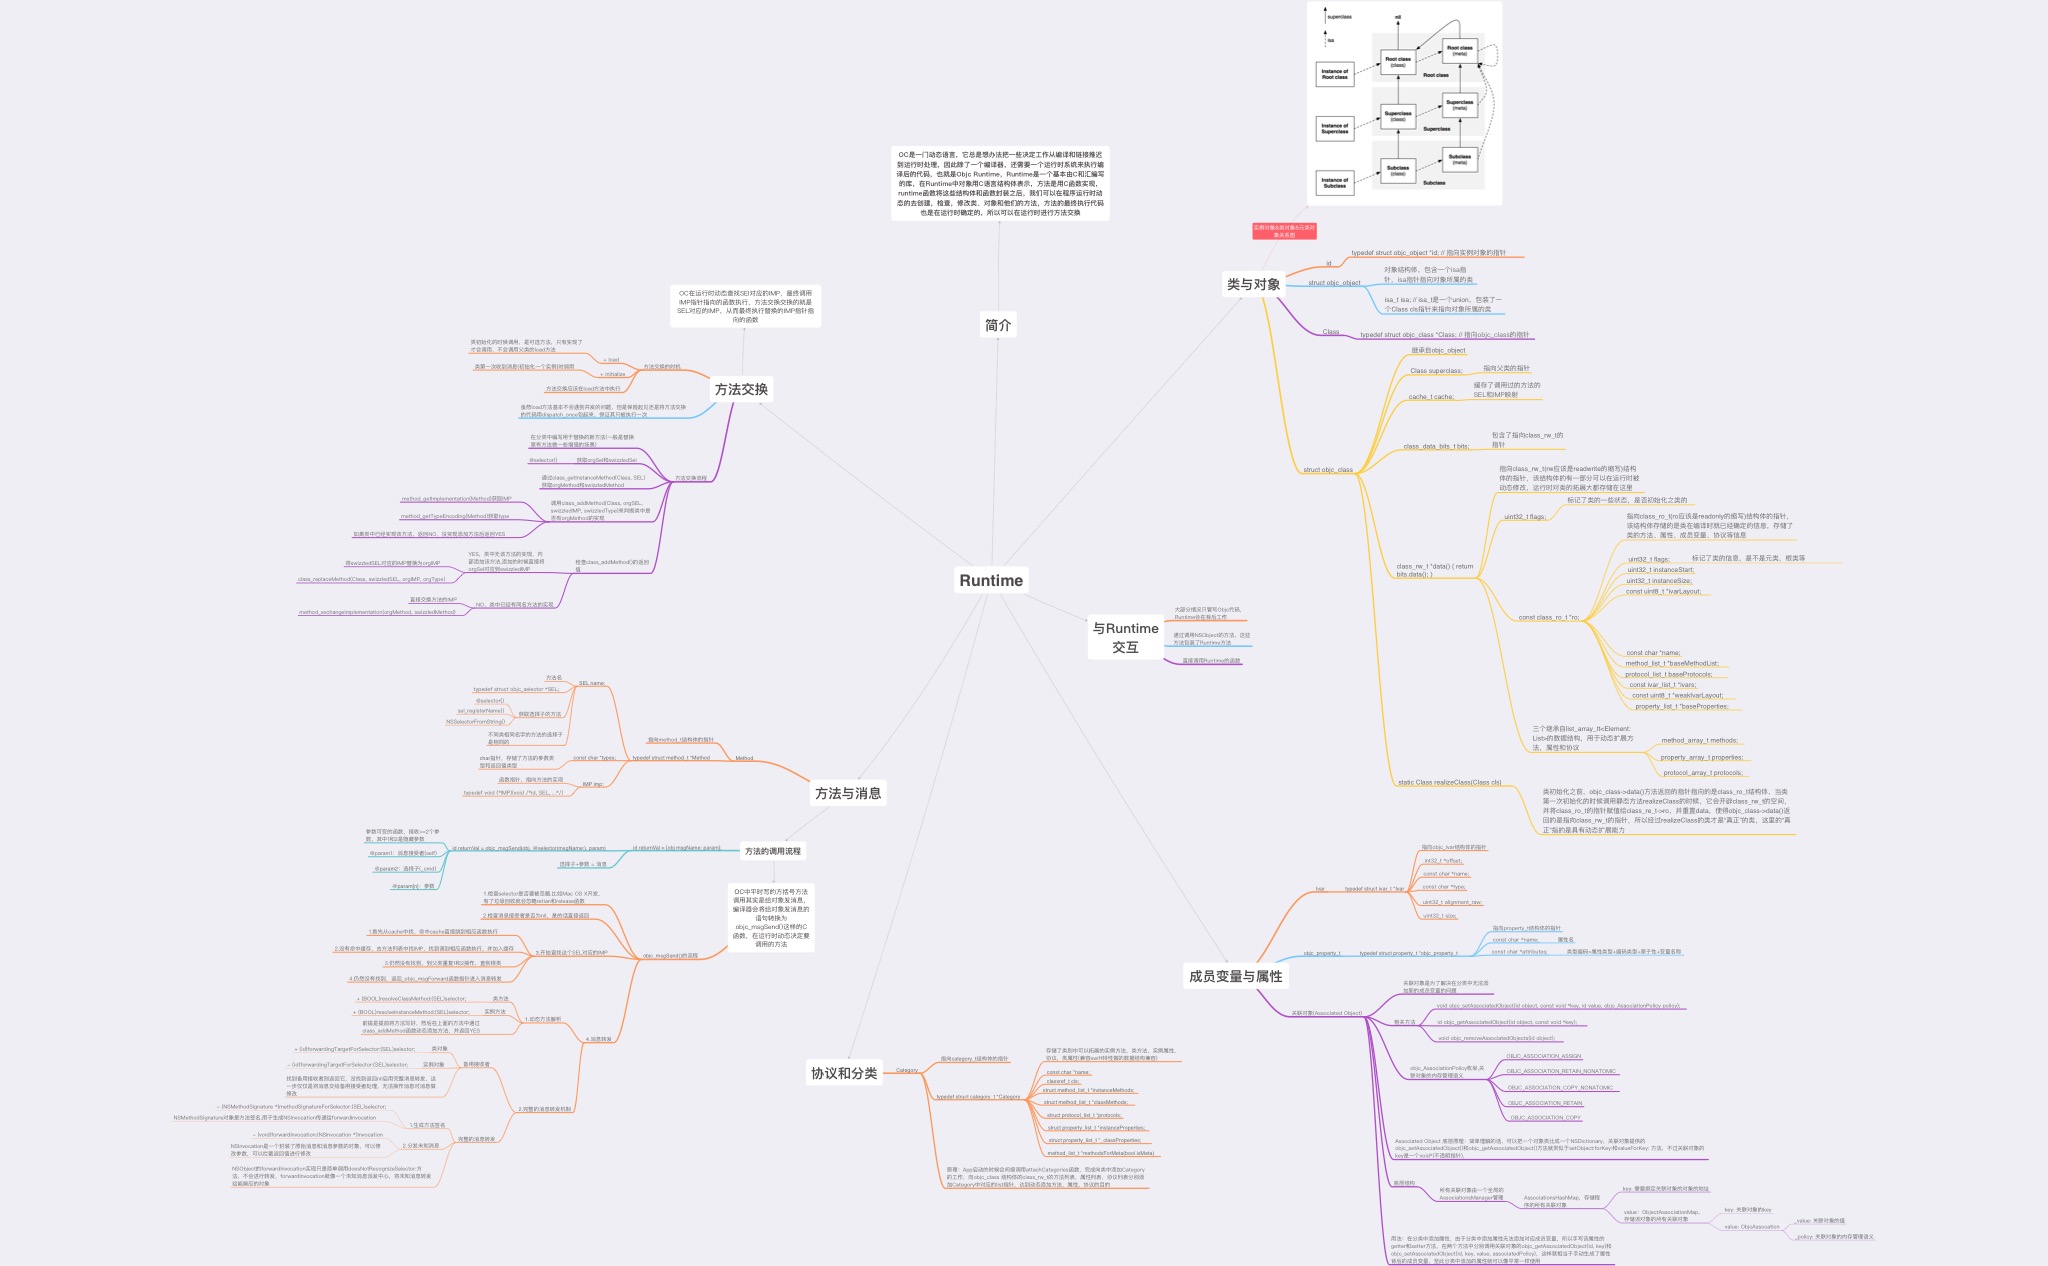 superclass
isa
nil
Root class
(class)
Root class
(meta)
Root class
Instance of
Root class
Superclass
(class)
Superclass
(meta)
Superclass
Instance of
Superclass
Subclass
(class)
Subclass
(meta)
Subclass
Instance of
Subclass
实例对象&类对象&元类对
象关系图
Runtime
简介
OC是一门动态语言，它总是想办法把一些决定工作从编译和链接推迟
到运行时处理，因此除了一个编译器，还需要一个运行时系统来执行编
译后的代码，也就是Objc Runtime，Runtime是一个基本由C和汇编写
的库，在Runtime中对象用C语言结构体表示，方法是用C函数实现，
runtime函数将这些结构体和函数封装之后，我们可以在程序运行时动
态的去创建，检查，修改类、对象和他们的方法，方法的最终执行代码
也是在运行时确定的，所以可以在运行时进行方法交换
类与对象
id
typedef struct objc_object *id; // 指向实例对象的指针
struct objc_object
对象结构体，包含一个isa指
针，isa指针指向对象所属的类
isa_t isa; // isa_t是一个union，包装了一
个Class cls指针来指向对象所属的类
Class
typedef struct objc_class *Class; // 指向objc_class的指针
struct objc_class
继承自objc_object
Class superclass;
指向父类的指针
cache_t cache;
缓存了调用过的方法的
SEL和IMP映射
class_data_bits_t bits;
包含了指向class_rw_t的
指针
class_rw_t *data() { return
bits.data(); }
指向class_rw_t(rw应该是readwrite的缩写)结构
体的指针，该结构体的有一部分可以在运行时被
动态修改，运行时对类的拓展大都存储在这里
uint32_t flags;
标记了类的一些状态，是否初始化之类的
const class_ro_t *ro;
指向class_ro_t(ro应该是readonly的缩写)结构体的指针，
该结构体存储的是类在编译时就已经确定的信息，存储了
类的方法、属性、成员变量、协议等信息
uint32_t flags;
标记了类的信息，是不是元类，根类等
uint32_t instanceStart;
uint32_t instanceSize;
const uint8_t *ivarLayout;
const char *name;
method_list_t *baseMethodList;
protocol_list_t baseProtocols;
const ivar_list_t *ivars;
const uint8_t *weakIvarLayout;
property_list_t *baseProperties;
三个继承自list_array_tt<Element:
List>的数据结构，用于动态扩展方
法，属性和协议
method_array_t methods;
property_array_t properties;
protocol_array_t protocols;
static Class realizeClass(Class cls)
类初始化之前，objc_class->data()方法返回的指针指向的是class_ro_t结构体，当类
第一次初始化的时候调用静态方法realizeClass的时候，它会开辟class_rw_t的空间，
并将class_ro_t的指针赋值给class_re_t->ro，并重置data，使得objc_class->data()返
回的是指向class_rw_t的指针，所以经过realizeClass的类才是“真正”的类，这里的“真
正”指的是具有动态扩展能力
与Runtime
交互
大部分情况只管写Objc代码，
Runtime会在背后工作
通过调用NSObject的方法，这些
方法包装了Runtime方法
直接调用Runtime的函数
成员变量与属性
Ivar
typedef struct ivar_t *Ivar
指向objc_ivar结构体的指针
int32_t *offset;
const char *name;
const char *type;
uint32_t alignment_raw;
uint32_t size;
objc_property_t
typedef struct property_t *objc_property_t
指向property_t结构体的指针
const char *name;
属性名
const char *attributes;
类型编码+属性类型+编码类型+原子性+变量名称
关联对象(Associated Object)
关联对象是为了解决在分类中无法添
加新的成员变量的问题
相关方法
void objc_setAssociatedObject(id object, const void *key, id value, objc_AssociationPolicy policy);
id objc_getAssociatedObject(id object, const void *key);
void objc_removeAssociatedObjects(id object);
objc_AssociationPolicy枚举,关
联对象的内存管理语义
OBJC_ASSOCIATION_ASSIGN
OBJC_ASSOCIATION_RETAIN_NONATOMIC
OBJC_ASSOCIATION_COPY_NONATOMIC
OBJC_ASSOCIATION_RETAIN
OBJC_ASSOCIATION_COPY
Associated Object 底层原理：简单理解的话，可以把一个对象类比成一个NSDictionary，关联对象提供的
objc_setAssociatedObject()和objc_getAssociatedObject()方法就类似于setObject:forKey:和valueForKey: 方法，不过关联对象的
key是一个void*(不透明指针)。
底层结构
所有关联对象由一个全局的
AssociationsManager管理
AssociationsHashMap，存储程
序的所有关联对象
key: 要要绑定关联对象的对象的地址
value：ObjectAssociationMap，
存储该对象的所有关联对象
key: 关联对象的key
value: ObjcAssociation
_value: 关联对象的值
_policy: 关联对象的内存管理语义
用法：在分类中添加属性，由于分类中添加属性无法添加对应成员变量，所以手写该属性的
getter和setter方法，在两个方法中分别调用关联对象的objc_getAssociatedObject(id, key)和
objc_setAssociatedObject(id, key, value, associatedPolicy)，这样就相当于手动生成了属性
背后的成员变量，至此分类中添加的属性就可以像平常一样使用
协议和分类
Category
指向category_t结构体的指针
typedef struct category_t *Category
存储了类别中可以拓展的实例方法，类方法，实例属性，
协议，类属性(兼容swift特性做的数据结构兼容)
const char *name;
classref_t cls;
struct method_list_t *instanceMethods;
struct method_list_t *classMethods;
struct protocol_list_t *protocols;
struct property_list_t *instanceProperties;
struct property_list_t *_classProperties;
method_list_t *methodsForMeta(bool isMeta)
原理：App启动的时候会间接调用attachCategories函数，完成向类中添加Category
的工作，向objc_class 结构体的class_rw_t的方法列表，属性列表，协议列表分别添
加Category中对应的list指针，达到动态添加方法，属性，协议的目的
方法交换
OC在运行时动态查找SEl对应的IMP，最终调用
IMP指针指向的函数执行，方法交换交换的就是
SEL对应的IMP，从而最终执行替换的IMP指针指
向的函数
方法交换的时机
+ load
类初始化的时候调用，是可选方法，只有实现了
才会调用，不会调用父类的load方法
+ initialize
类第一次收到消息(初始化一个实例)时调用
方法交换应该在load方法中执行
虽然load方法基本不会遇到并发的问题，但是保险起见还是将方法交换
的代码用dispatch_once包起来，保证其只被执行一次
方法交换流程
在分类中编写用于替换的新方法(一般是替换
原有方法做一些增强的场景)
@selector()
获取orgSel和swizzledSel
通过class_getInstanceMethod(Class, SEL)
获取orgMethod和swizzledMethod
调用class_addMethod(Class, orgSEL,
swizzledIMP, swizzledType)来判断类中是
否有orgMethod的实现
method_getImplementation(Method)获取IMP
method_getTypeEncoding(Method)获取type
如果类中已经实现该方法，返回NO，没实现添加方法后返回YES
检查class_addMethod()的返回
值
YES，类中无该方法的实现，内
部添加该方法,添加的时候直接将
orgSel对应到swizzledIMP
将swizzledSEL对应的IMP替换为orgIMP
class_replaceMethod(Class, swizzledSEL, orgIMP, orgType)
NO，类中已经有同名方法的实现
直接交换方法的IMP
method_exchangeImplementation(orgMethod, swizzledMethod)
方法与消息
Method
指向method_t结构体的指针
typedef struct method_t *Method
SEL name;
方法名
typedef struct objc_selector *SEL;
获取选择子的方法
@selector()
sel_registerName()
NSSelectorFromString()
不同类相同名字的方法的选择子
是相同的
const char *types;
char指针，存储了方法的参数类
型和返回值类型
IMP imp;
函数指针，指向方法的实现
typedef void (*IMP)(void /*id, SEL, ...*/)
方法的调用流程
id returnVal = [obj msgName: param];
id returnVal = objc_msgSend(obj, @selector(msgName:), param)
参数可变的函数，接收>=2个参
数，其中1和2是隐藏参数
@param1：消息接受者(self)
@param2：选择子(_cmd)
@param[n]：参数
选择子+参数 = 消息
OC中平时写的方括号方法
调用其实是给对象发消息，
编译器会将给对象发消息的
语句转换为
objc_msgSend()这样的C
函数，在运行时动态决定要
调用的方法
objc_msgSend()的流程
1.检查selector是否要被忽略,比如Mac OS X开发，
有了垃圾回收就会忽略retian和release函数
2.检查消息接受者是否为nil，是的话直接返回
3.开始查找这个SEL对应的IMP
1.首先从cache中找，命中cache直接跳到相应函数执行
2.没有命中缓存，去方法列表中找IMP，找到调到相应函数执行，并加入缓存
3.仍然没有找到，到父类重复1和2操作，直到根类
4.仍然没有找到，返回_objc_msgForward函数指针进入消息转发
4.消息转发
1.动态方法解析
+ (BOOL)resolveClassMethod:(SEL)selector;
类方法
+ (BOOL)resolveInstanceMethod:(SEL)selector;
实例方法
前提是提前将方法写好，然后在上面的方法中通过
class_addMethod函数动态添加方法，并返回YES
2.完整的消息转发机制
备用接收者
+ (id)forwardingTargetForSelector:(SEL)selector;
类对象
− (id)forwardingTargetForSelector:(SEL)selector;
实例对象
找到备用接收者则返回它，没找到返回nil启用完整消息转发，这
一步仅仅是将消息交给备用接受者处理，无法操作消息对消息做
修改
完整的消息转发
1.生成方法签名
− (NSMethodSignature *)methodSignatureForSelector:(SEL)selector;
NSMethodSignature对象是方法签名,用于生成NSInvocation传递给forwardInvocation
2.分发未知消息
− (void)forwardInvocation:(NSInvocation *)invocation
NSInvocation是一个封装了原始消息和消息参数的对象，可以修
改参数，可以拦截返回值进行修改
NSObject的forwardInvocation实现只是简单调用doesNotRecognizeSelector:方
法，不会进行转发，forwardInvocation就像一个未知消息派发中心，将未知消息转发
给能响应的对象